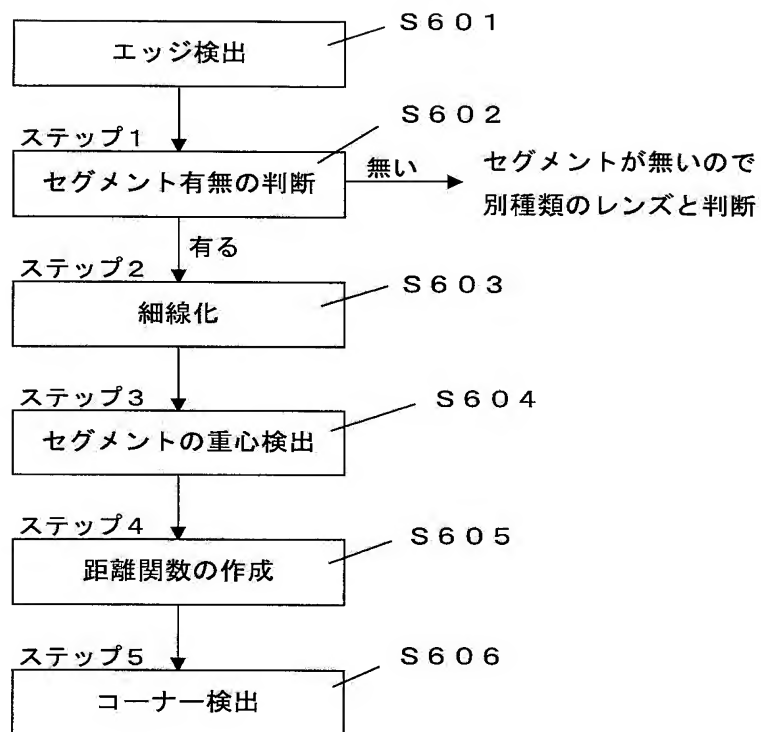 S601
エッジ検出
S602
ステップ1
セグメント有無の判断
無い
セグメントが無いので
別種類のレンズと判断
有る
ステップ2
S603
細線化
ステップ3
S604
セグメントの重心検出
ステップ4
S605
距離関数の作成
ステップ5
S606
コーナー検出